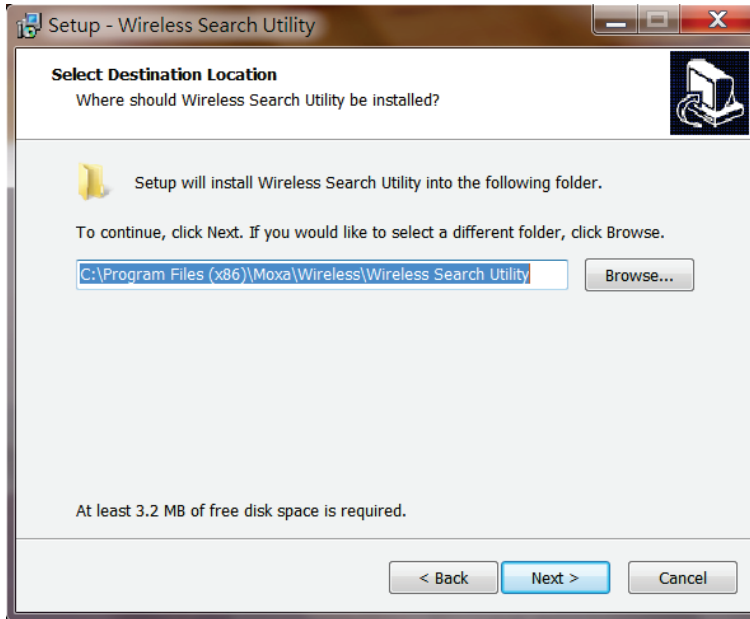 Setup - Wireless Search Utility
Select Destination Location
Where should Wireless Search Utility be installed?
Setup will install Wireless Search Utility into the following folder.
To continue, click Next. If you would like to select a different folder, click Browse.
C:\Program Files (x86)\Moxa\Wireless\Wireless Search Utility
Browse...
At least 3.2 MB of free disk space is required.
< Back
Next >
Cancel